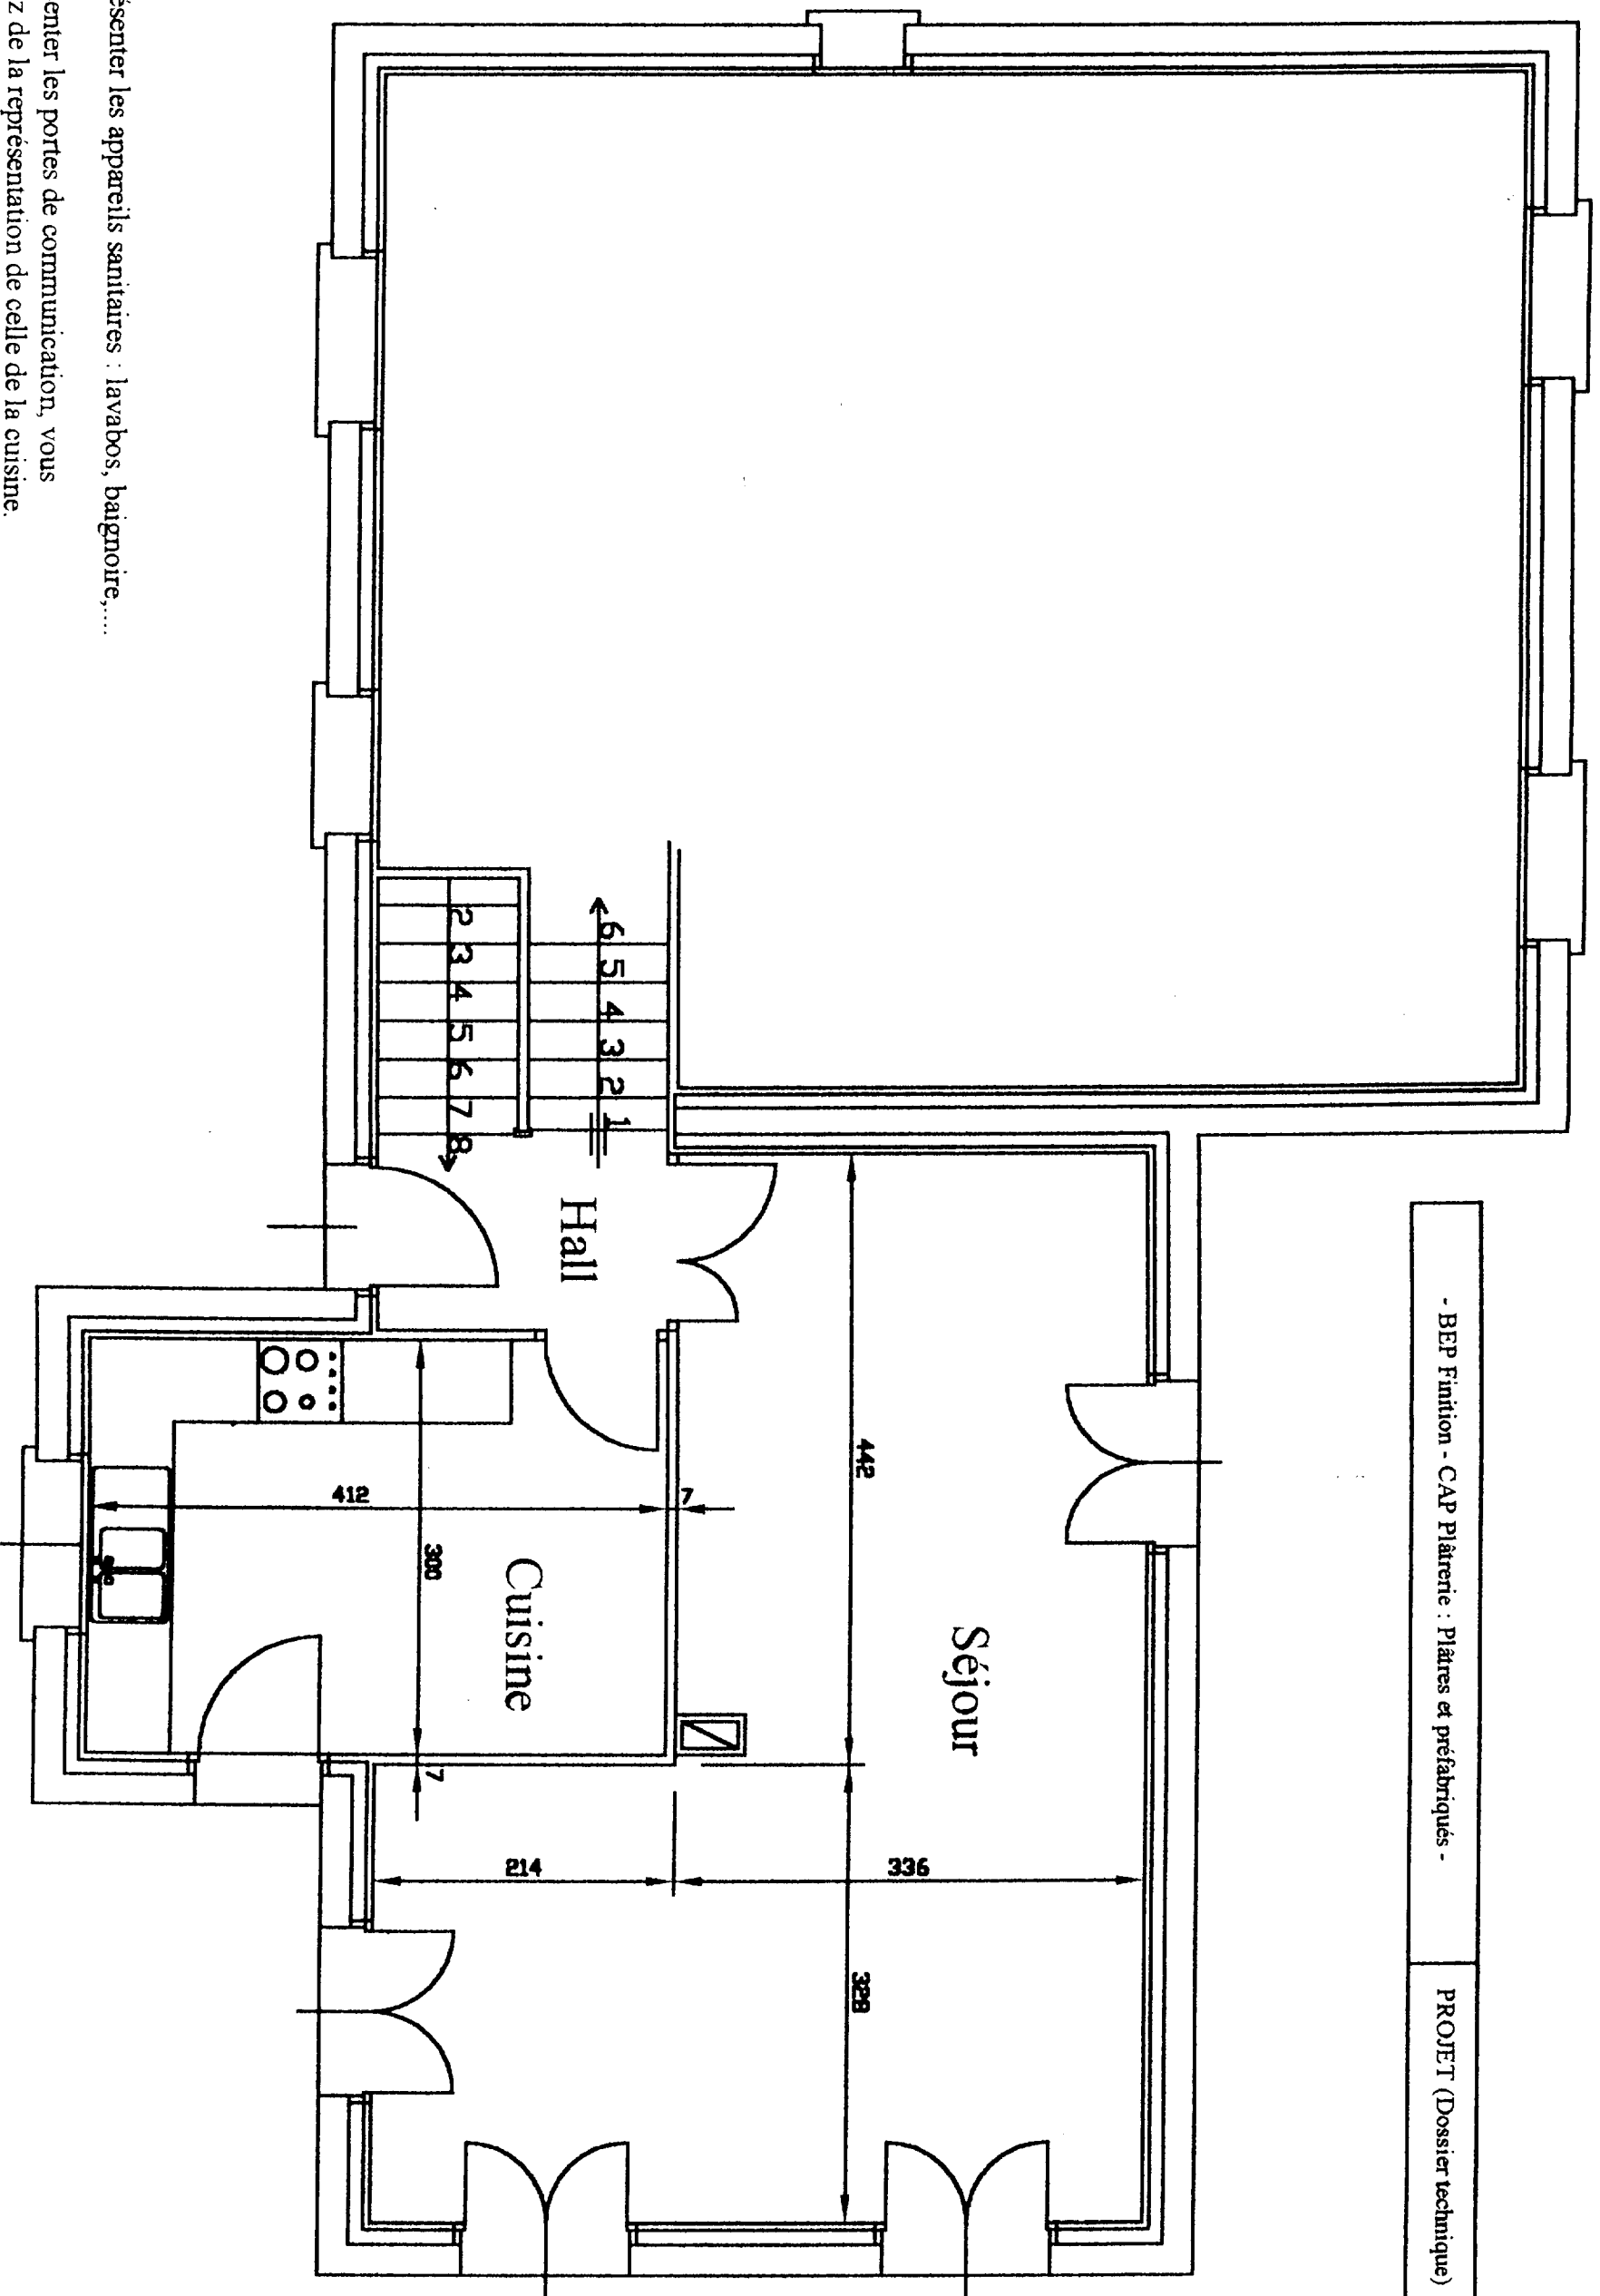 - BEP Finition - CAP Plâtrerie : Plâtres et préfabriqués -
PROJET (Dossier technique)
Séjour
442
336
328
7
Hall
6 5 4 3 2 1
2 3 4 5 6 7 8
Cuisine
412
300
7
214
ésenter les appareils sanitaires : lavabos, baignoire,....
enter les portes de communication, vous
z de la représentation de celle de la cuisine.